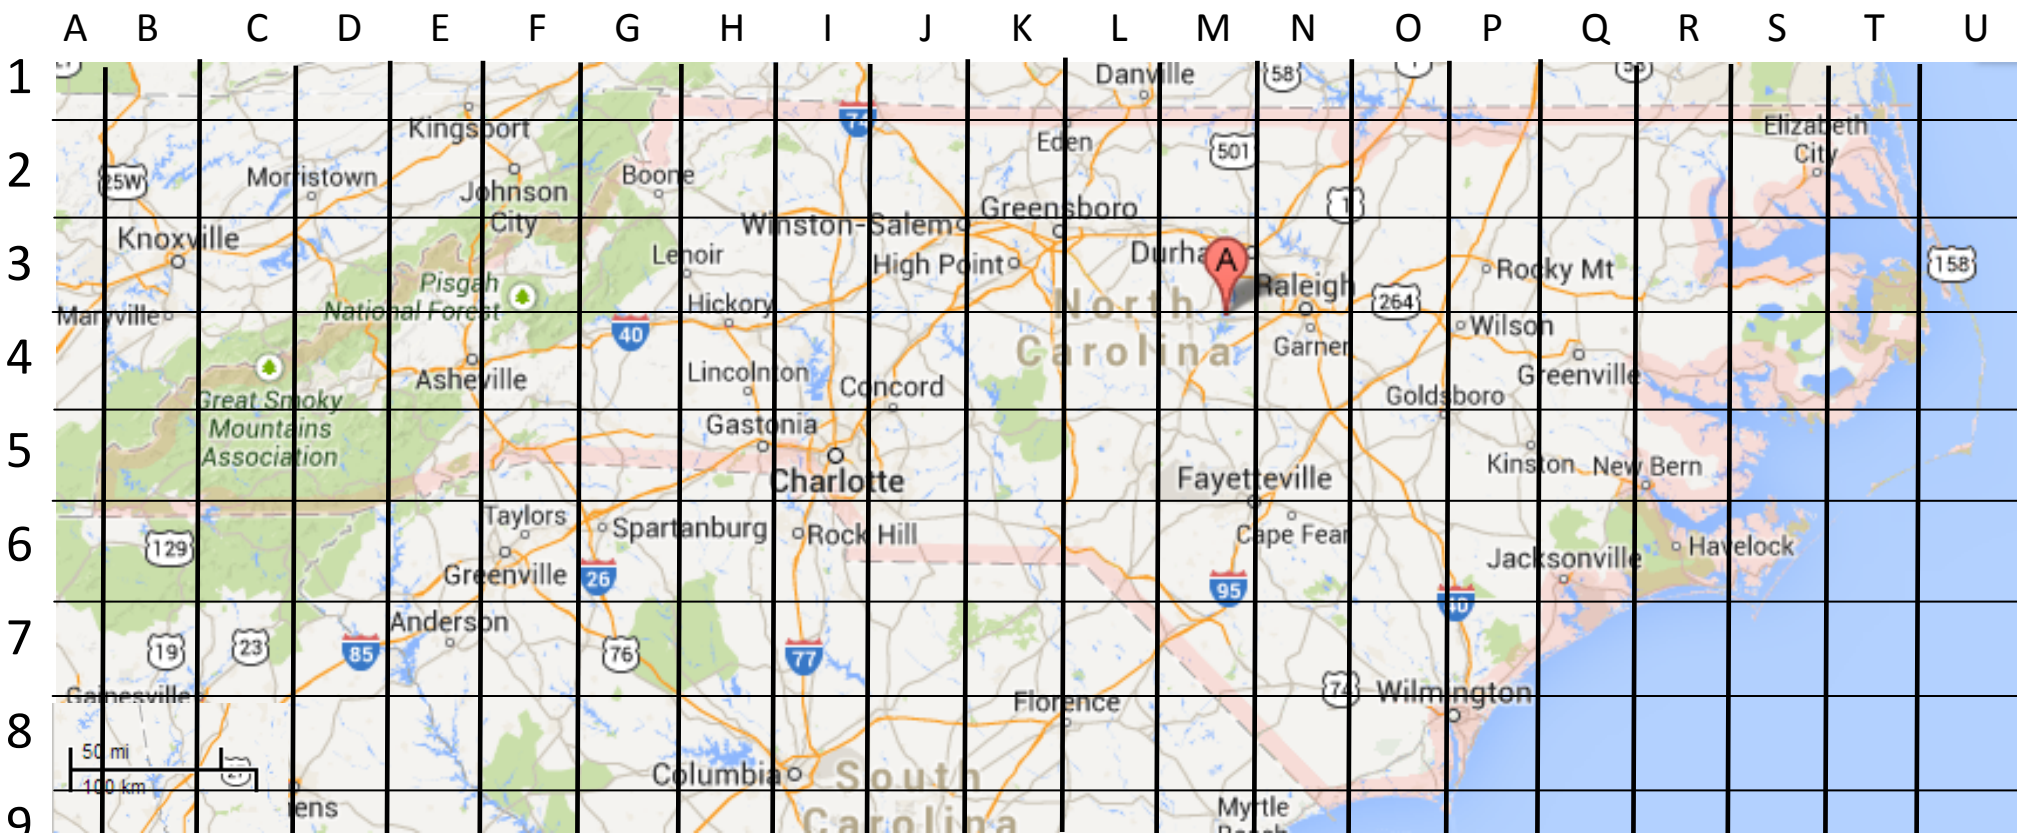 A B C D E F G H I J K L M N O P Q R S T U
1
Danville
58
1
74
Kingsport
Elizabeth
City
2
25W
Morristown
Johnson
City
Boone
Eden
501
1
Winston-Salem
Greensboro
3
Knoxville
Lenoir
High Point
A
Raleigh
Rocky Mt
158
Pisgah
National Forest
Hickory
North
Carolina
264
Maryville
Wilson
4
40
Garner
Asheville
Lincolnton
Concord
Greenville
Great Smoky
Mountains
Association
Goldsboro
5
Gastonia
Charlotte
Fayetteville
Kinston
New Bern
6
129
Taylors
Spartanburg
Rock Hill
Cape Fear
Greenville
26
95
40
Jacksonville
Havelock
7
19
23
85
Anderson
76
77
Gainesville
74
Wilmington
8
50 mi
100 km
Florence
Columbia
South
Carolina
9
Myrtle